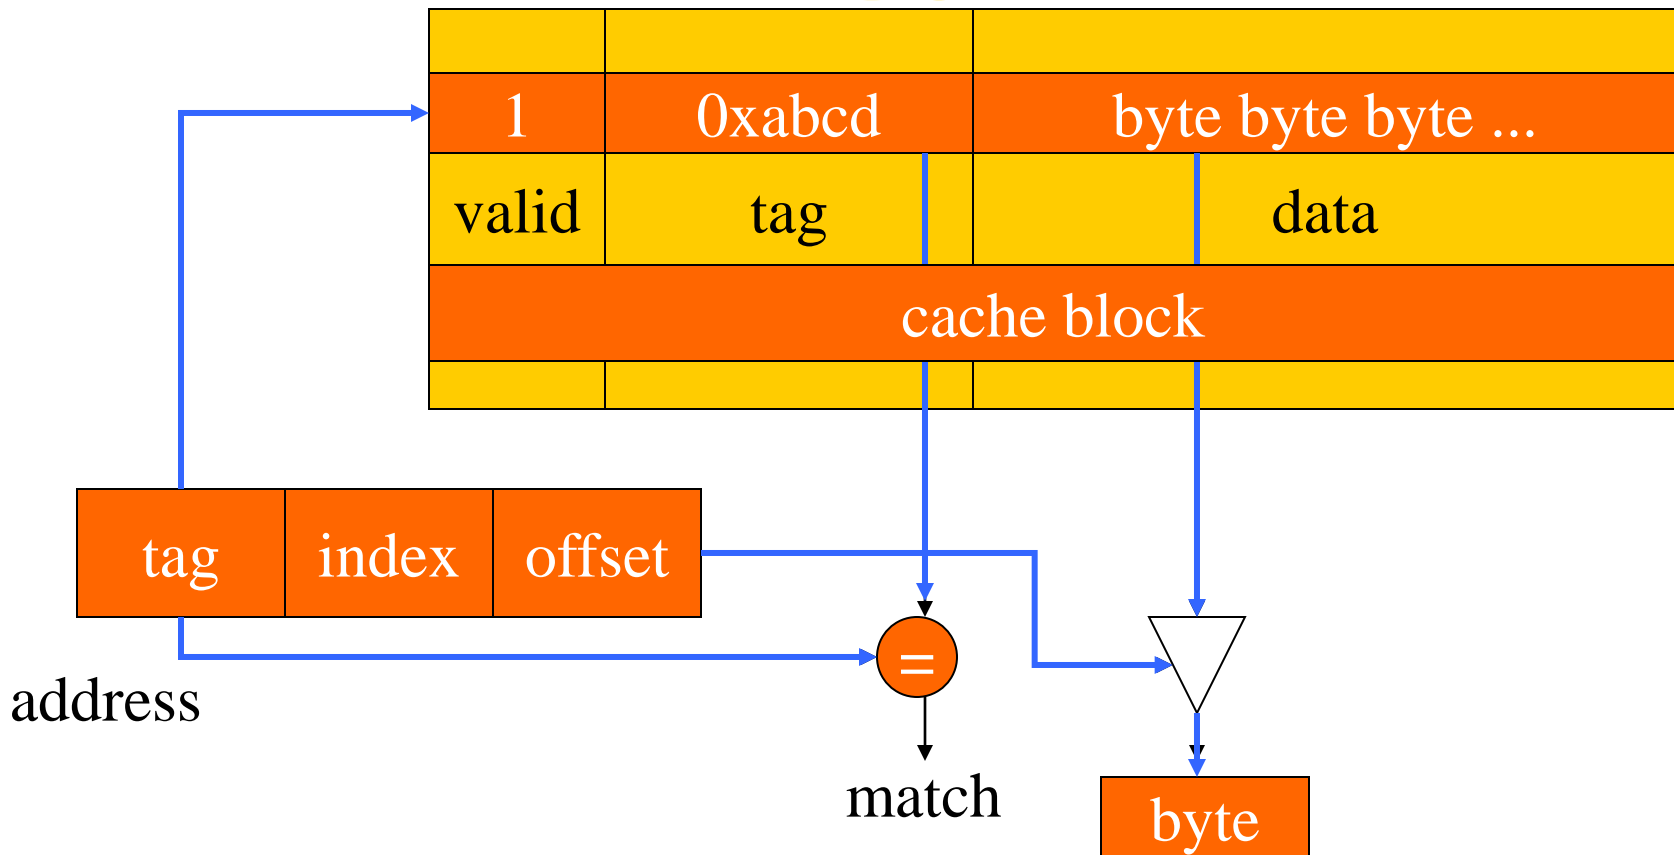 1 0xabcd byte byte byte ...
valid tag data
cache block
tag index offset
=
address
match
byte